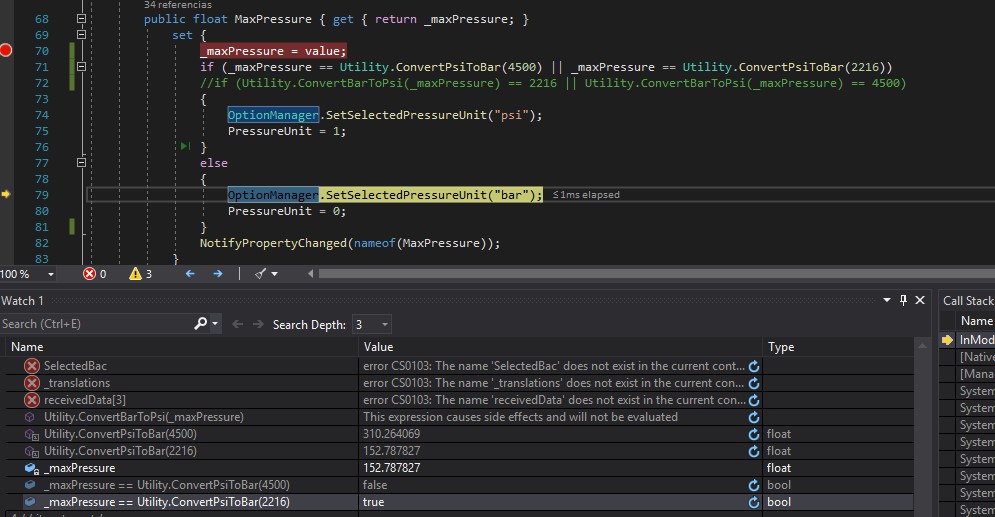 34 referencias
68 public float MaxPressure { get { return _maxPressure; }
69 set {
70 _maxPressure = value;
71 if (_maxPressure == Utility.ConvertPsiToBar(4500) || _maxPressure == Utility.ConvertPsiToBar(2216))
72 //if (Utility.ConvertBarToPsi(_maxPressure) == 2216 || Utility.ConvertBarToPsi(_maxPressure) == 4500)
73 {
74 OptionManager.SetSelectedPressureUnit("psi");
75 PressureUnit = 1;
76 }
77 else
78 {
79 OptionManager.SetSelectedPressureUnit("bar"); ≤1ms elapsed
80 PressureUnit = 0;
81 }
82 NotifyPropertyChanged(nameof(MaxPressure));
83 }
100 % 0 3
Watch 1 Call Stack
Search (Ctrl+E) Search Depth: 3
Name Value Type Name
SelectedBac error CS0103: The name 'SelectedBac' does not exist in the current cont... InMod
_translations error CS0103: The name '_translations' does not exist in the current con... [Native
receivedData[3] error CS0103: The name 'receivedData' does not exist in the current con... [Mana
Utility.ConvertBarToPsi(_maxPressure) This expression causes side effects and will not be evaluated System
Utility.ConvertPsiToBar(4500) 310.264069 float System
Utility.ConvertPsiToBar(2216) 152.787827 float System
_maxPressure 152.787827 float System
_maxPressure == Utility.ConvertPsiToBar(4500) false bool System
_maxPressure == Utility.ConvertPsiToBar(2216) true bool System